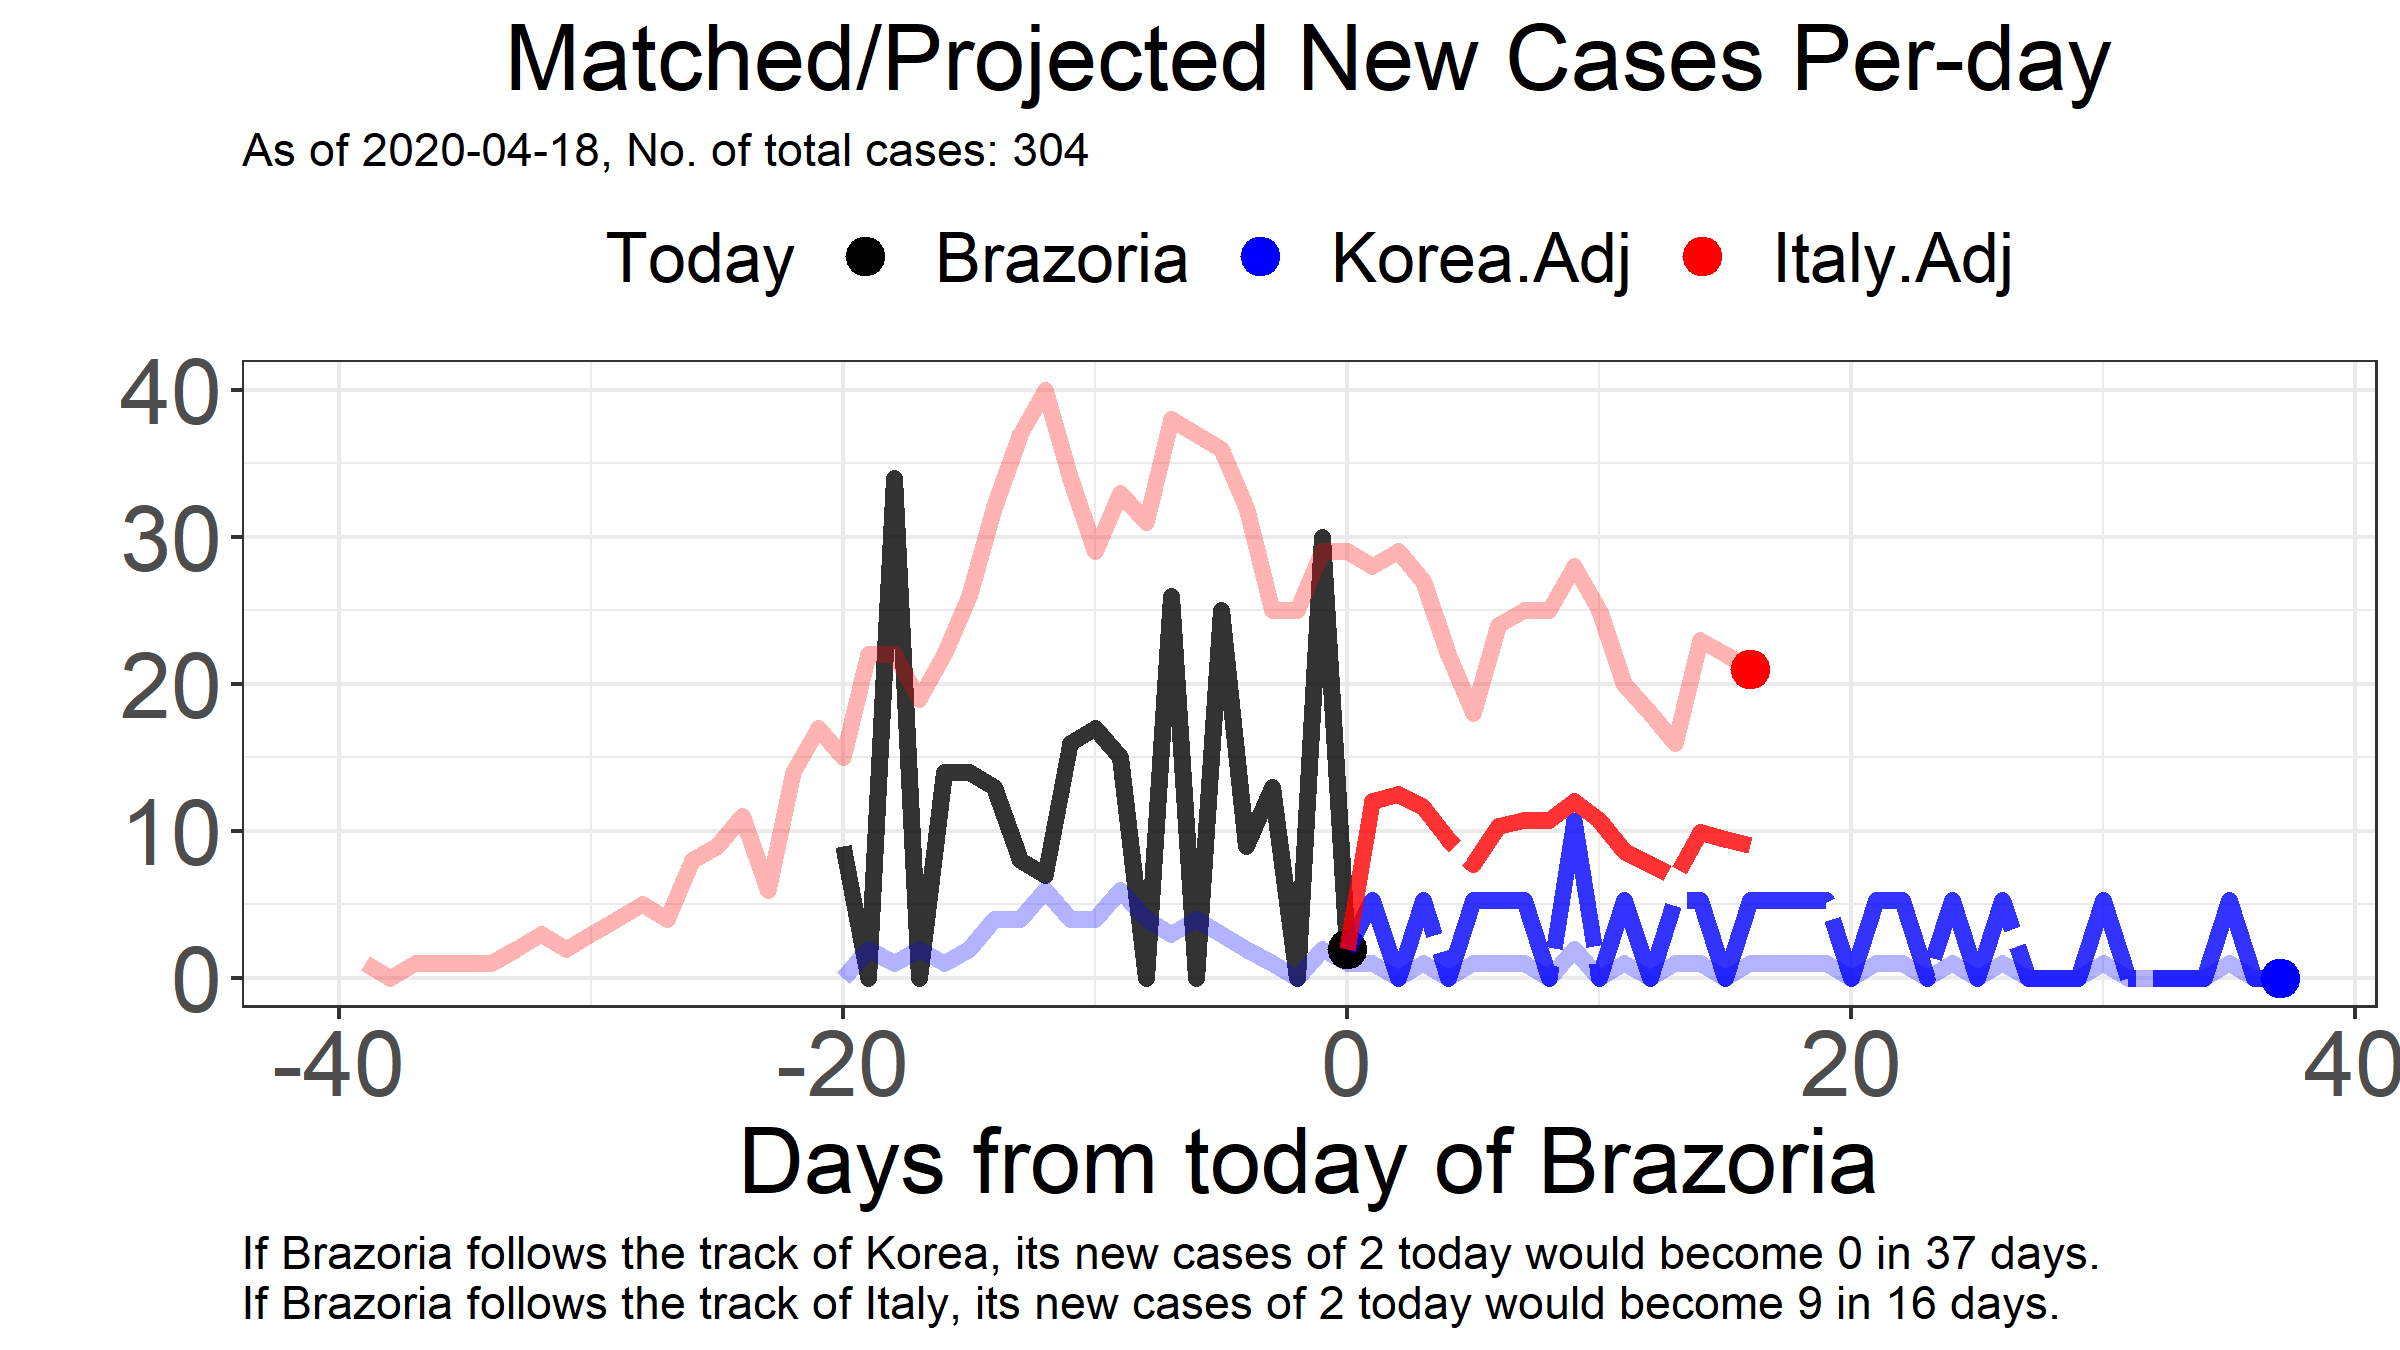 Matched/Projected New Cases Per-day
As of 2020-04-18, No. of total cases: 304
Today Brazoria Korea.Adj Italy.Adj
40
30
20
10
0
-40 -20 0 20 40
Days from today of Brazoria
If Brazoria follows the track of Korea, its new cases of 2 today would become 0 in 37 days.
If Brazoria follows the track of Italy, its new cases of 2 today would become 9 in 16 days.